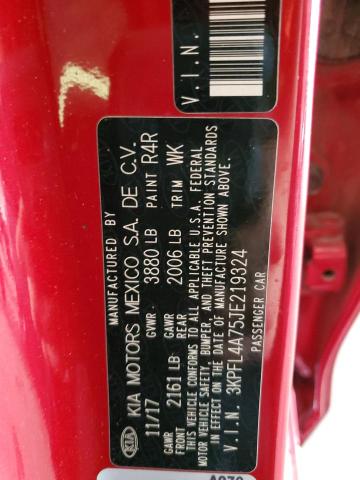 V.I.N.
MANUFACTURED BY
KIA KIA MOTORS MEXICO S.A. DE C.V.
11/17 GVWR 3880 LB PAINT R4R
GAWR FRONT 2161 LB GAWR REAR 2006 LB TRIM WK
THIS VEHICLE CONFORMS TO ALL APPLICABLE U.S.A. FEDERAL
MOTOR VEHICLE SAFETY, BUMPER, AND THEFT PREVENTION
STANDARDS IN EFFECT ON THE DATE OF MANUFACTURE SHOWN ABOVE.
V.I.N. 3KPFL4A75JE219324
PASSENGER CAR